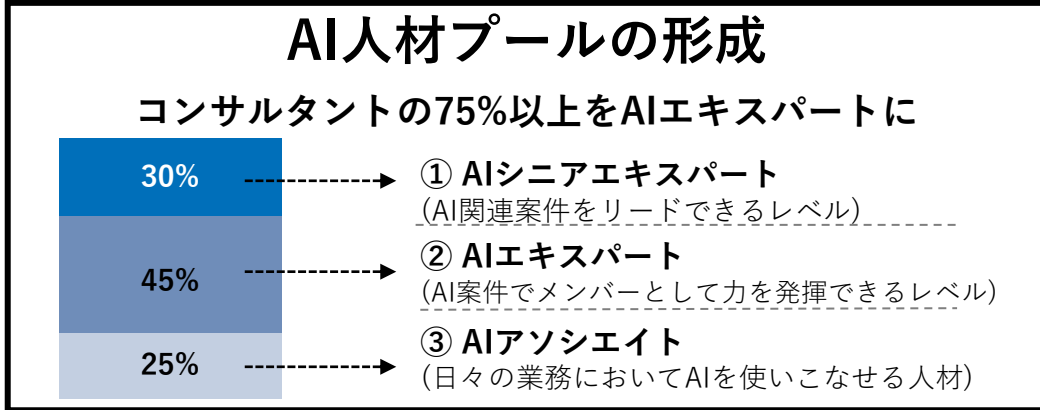 AI人材プールの形成
コンサルタントの75%以上をAIエキスパートに
30%
① AIシニアエキスパート
(AI関連案件をリードできるレベル)
45%
② AIエキスパート
(AI案件でメンバーとして力を発揮できるレベル)
25%
③ AIアソシエイト
(日々の業務においてAIを使いこなせる人材)